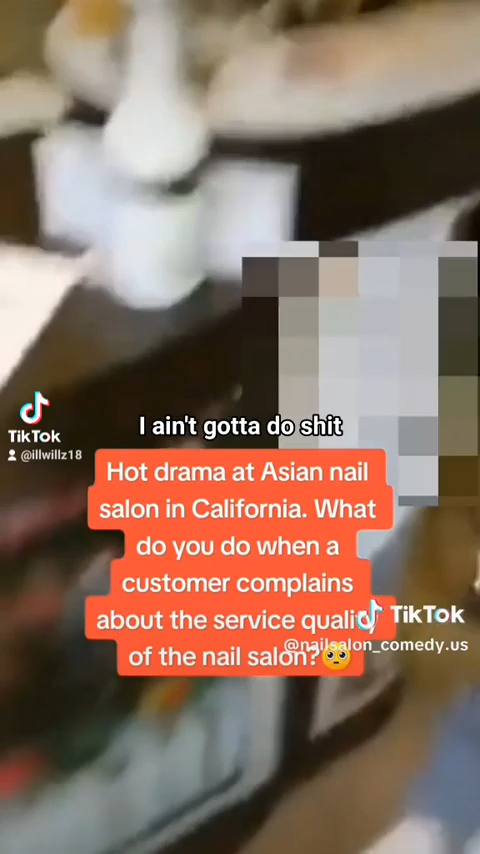 I ain't gotta do shit
TikTok
@illwillz18
Hot drama at Asian nail
salon in California. What
do you do when a
customer complains
about the service quality
of the nail salon?🥺
TikTok
@nailsalon_comedy.us